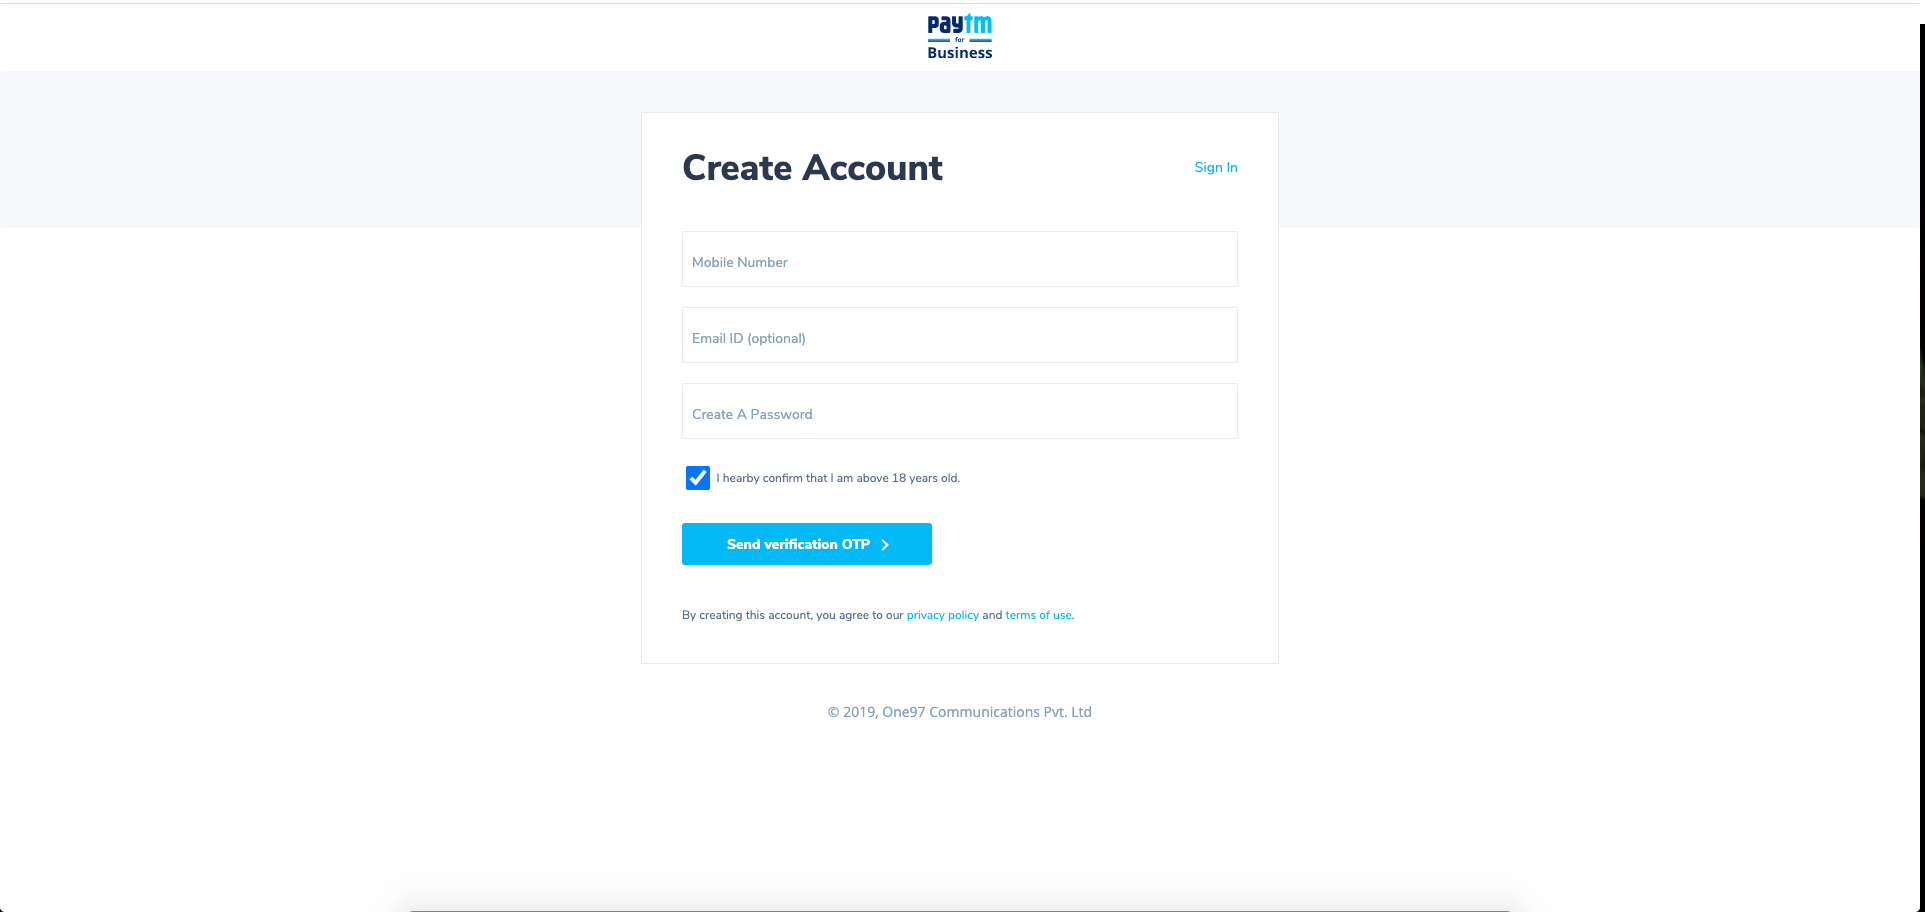 paytm
for
Business
Create Account
Sign In
Mobile Number
Email ID (optional)
Create A Password
I hearby confirm that I am above 18 years old.
Send verification OTP
By creating this account, you agree to our privacy policy and terms of use.
© 2019, One97 Communications Pvt. Ltd